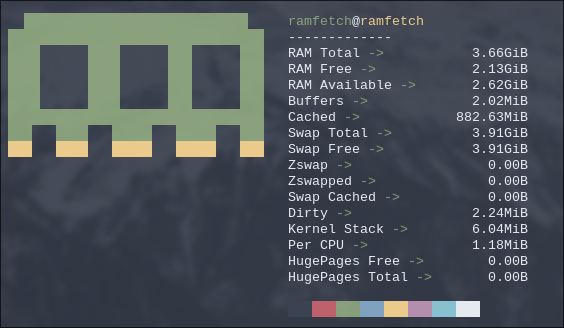 ramfetch@ramfetch
-------------
RAM Total -> 3.66GiB
RAM Free -> 2.13GiB
RAM Available -> 2.62GiB
Buffers -> 2.02MiB
Cached -> 882.63MiB
Swap Total -> 3.91GiB
Swap Free -> 3.91GiB
Zswap -> 0.00B
Zswapped -> 0.00B
Swap Cached -> 0.00B
Dirty -> 2.24MiB
Kernel Stack -> 6.04MiB
Per CPU -> 1.18MiB
HugePages Free -> 0.00B
HugePages Total -> 0.00B